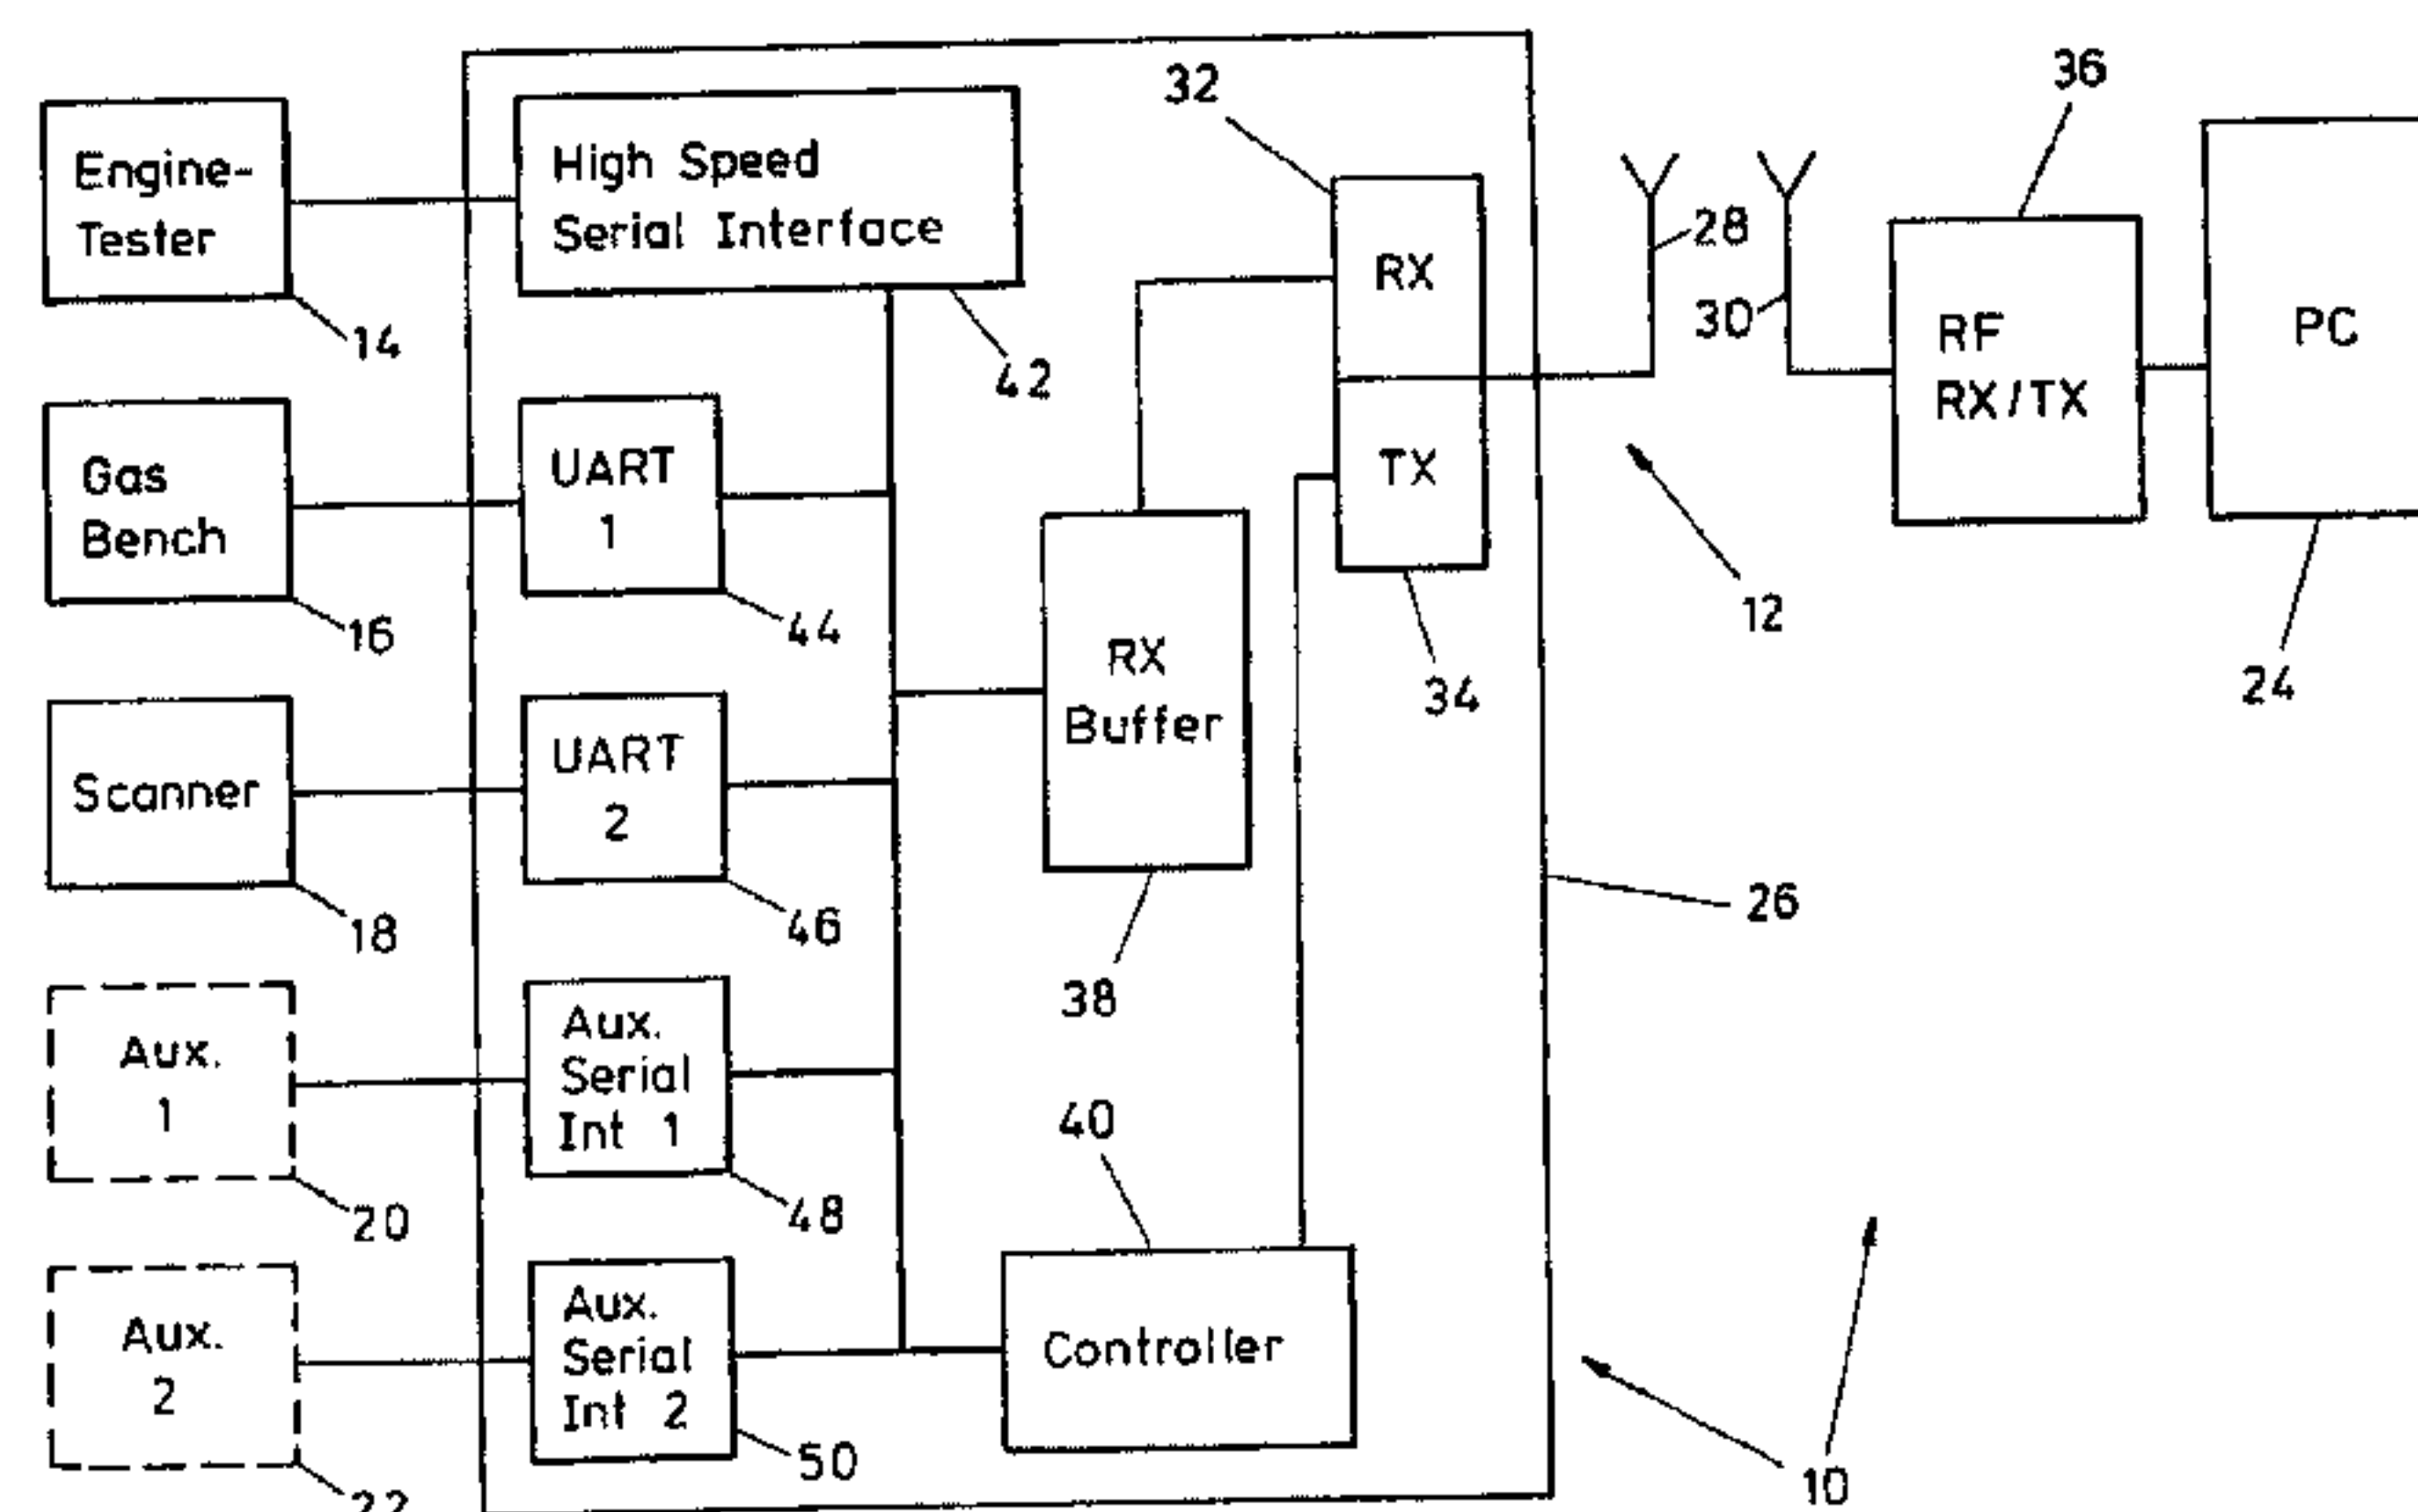 Engine-
Tester
14
High Speed
Serial Interface
42
32
RX
TX
34
28
30
36
RF
RX/TX
PC
24
12
Gas
Bench
16
UART
1
44
RX
Buffer
38
Scanner
18
UART
2
46
26
Aux.
1
20
Aux.
Serial
Int 1
48
40
Controller
Aux.
2
22
Aux.
Serial
Int 2
50
10